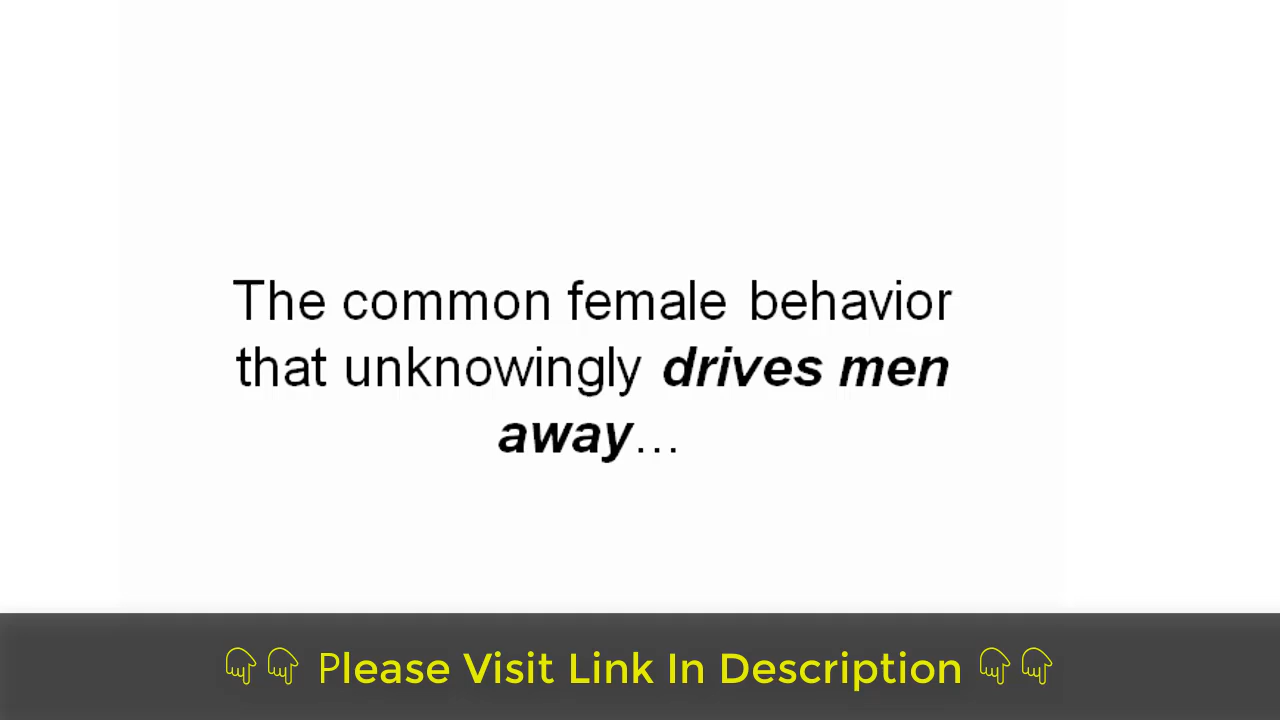 The common female behavior
that unknowingly drives men
away...
👇👇 Please Visit Link In Description 👇👇